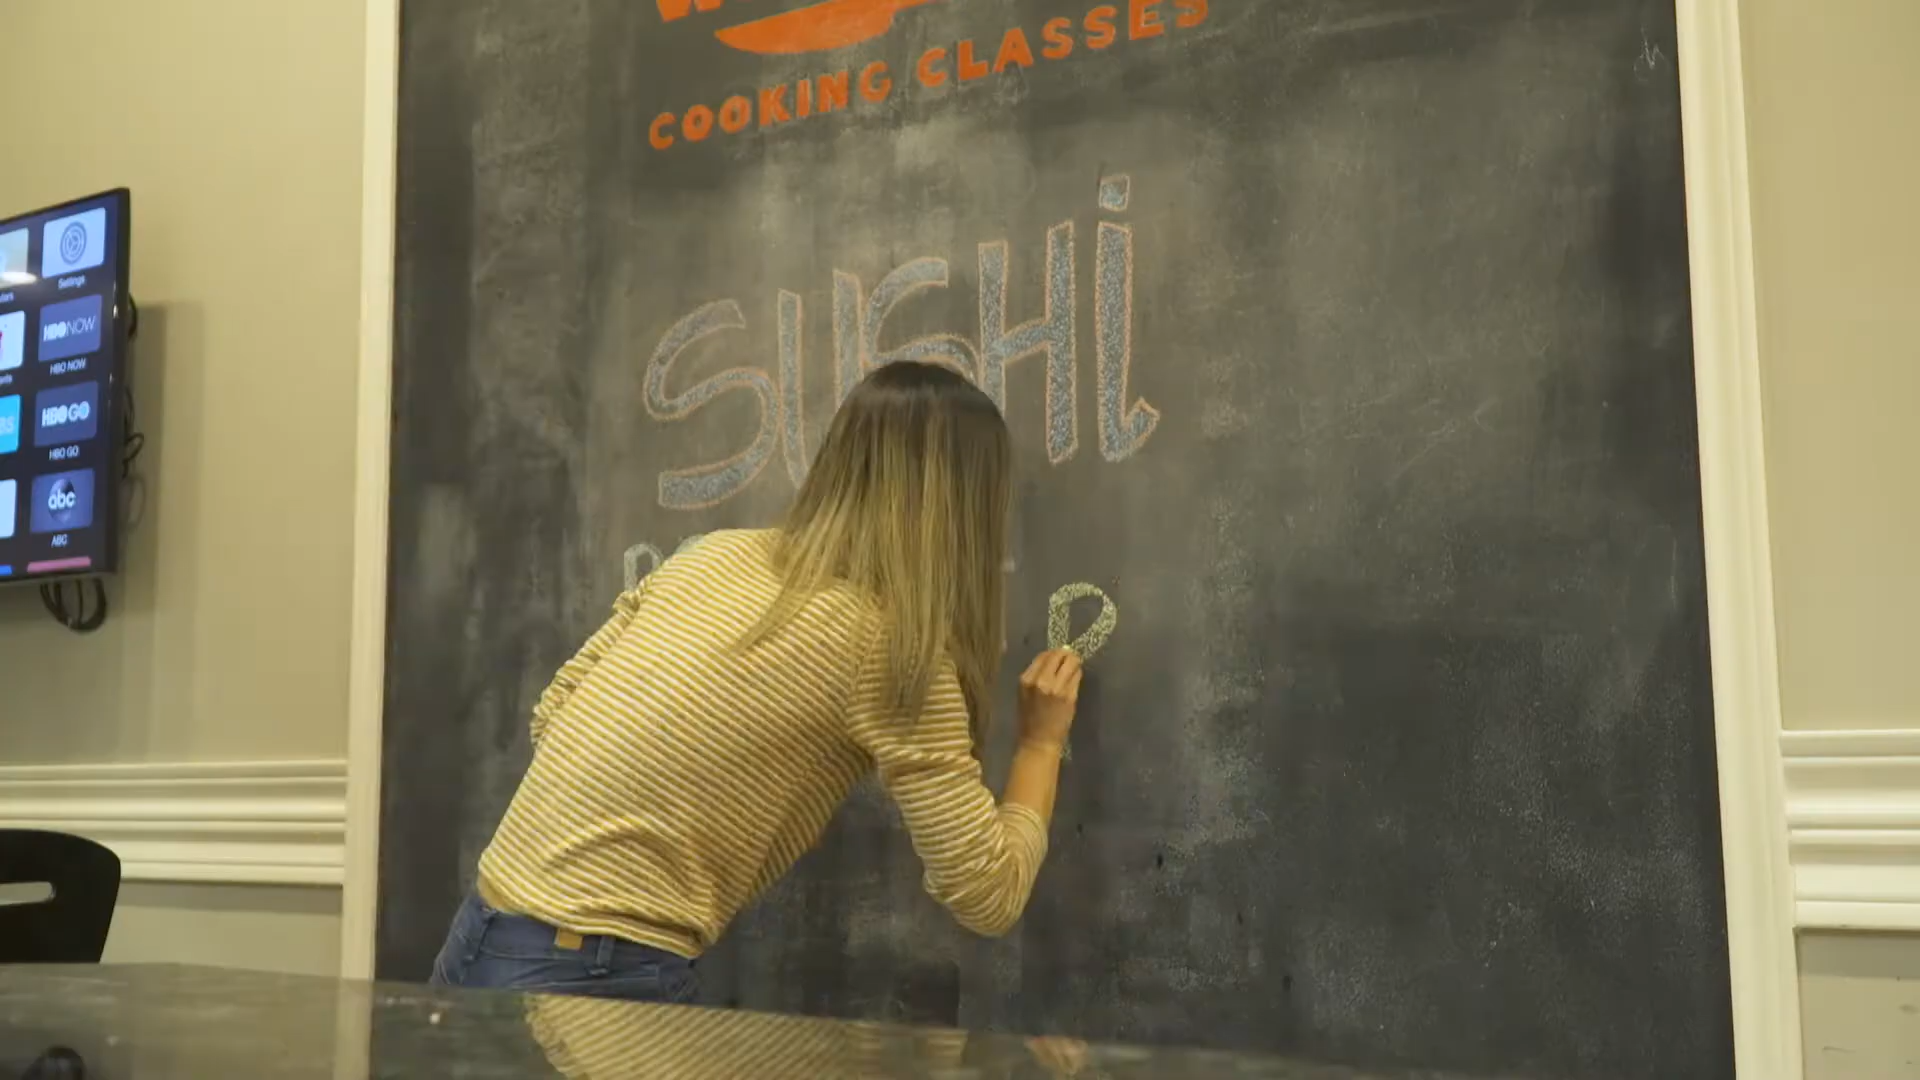 COOKING CLASSES
SUSHi
Settings
HBO NOW
HBO NOW
HBO GO
HBO GO
abc
ABC